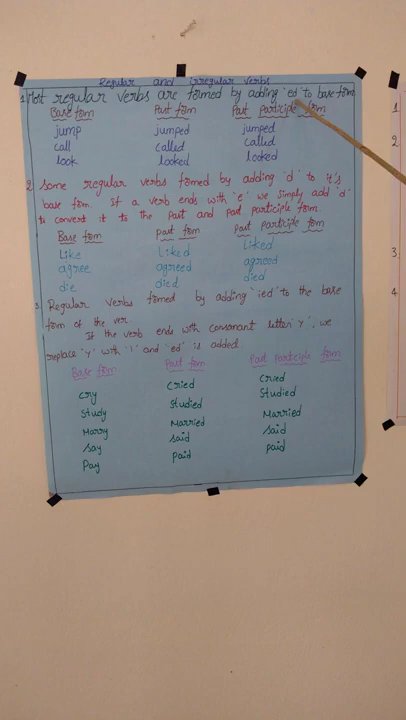 Regular and irregular verbs
1. Most regular verbs are formed by adding 'ed' to base form
Base form Past form Past Participle form
jump jumped jumped
call called called
look looked looked
2. Some regular verbs formed by adding 'd' to it's
base form. If a verb ends with 'e' we simply add 'd'
to convert it to the Past and past participle form.
Base form past form past participle form
Like Liked Liked
agree agreed agreed
die died died
3. Regular verbs formed by adding 'ied' to the base
form of the ver.
If the verb ends with consonant letter 'Y', we
replace 'Y' with 'i' and 'ed' is added.
Base form Past form Past Participle form
cry cried cried
study studied studied
Marry Married Married
say said said
Pay paid paid
1.
2
3.
4